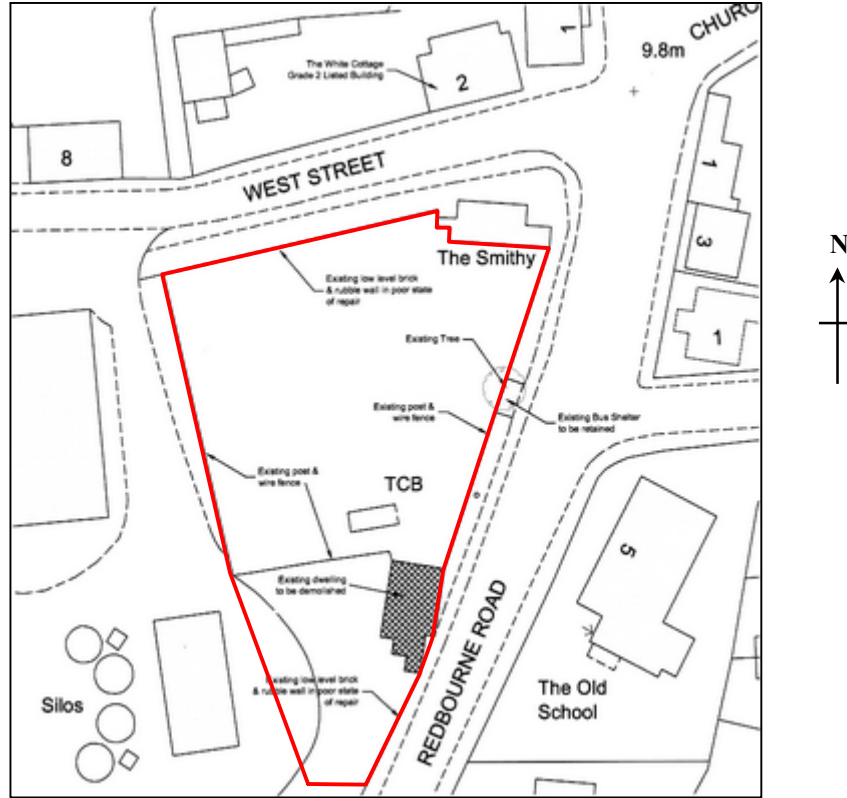 CHURCH
1
9.8m
The White Cottage
Grade 2 Listed Building
2
8
WEST STREET
1
3
The Smithy
N
Existing low level brick
& rubble wall in poor state
of repair
1
Existing Tree
Existing post &
wire fence
Existing Bus Shelter
to be retained
Existing post &
wire fence
TCB
5
Existing dwelling
to be demolished
REDBOURNE ROAD
Existing low level brick
& rubble wall in poor state
of repair
Silos
The Old
School